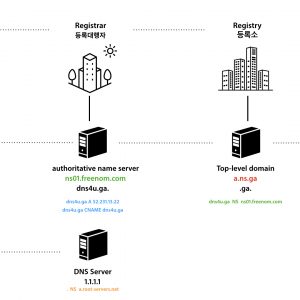 Registrar
등록대행자
Registry
등록소
authoritative name server
ns01.freenom.com
dns4u.ga.
dns4u.ga A 52.231.13.22
dns4u.ga CNAME dns4u.ga
Top-level domain
a.ns.ga
.ga.
dns4u.ga NS ns01.freenom.com
DNS Server
1.1.1.1
NS a.root-servers.net